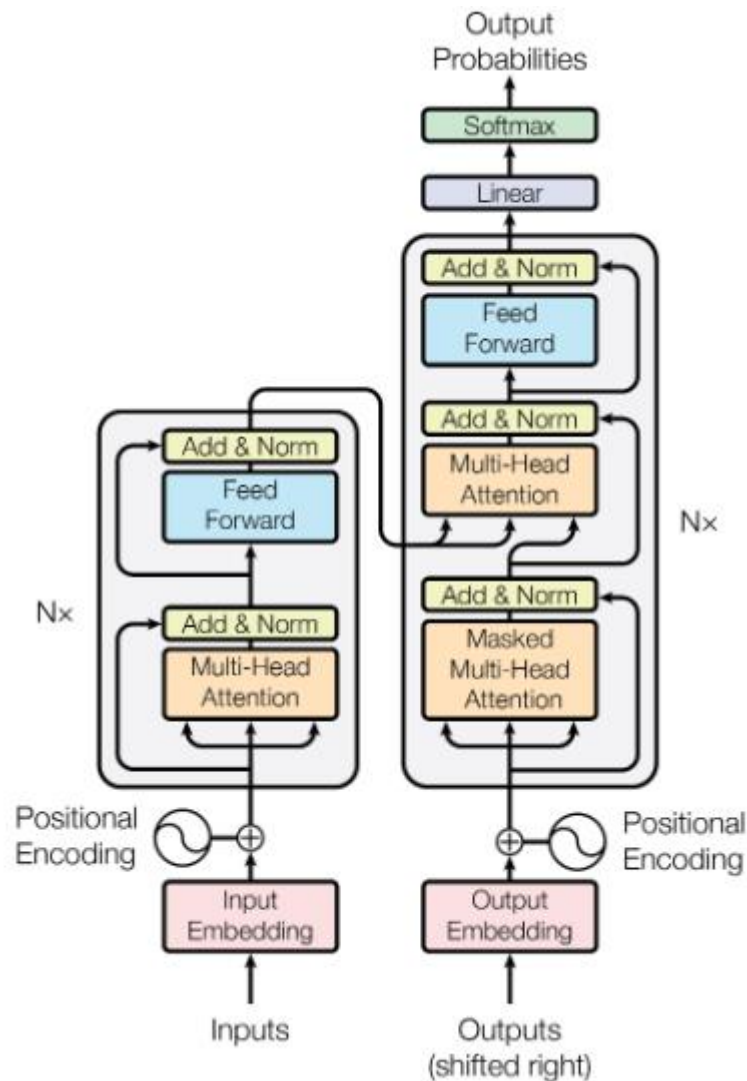 Output
Probabilities
Softmax
Linear
Add & Norm
Feed
Forward
Add & Norm
Multi-Head
Attention
Add & Norm
Masked
Multi-Head
Attention
Nx
Add & Norm
Feed
Forward
Add & Norm
Multi-Head
Attention
Nx
Positional
Encoding
Positional
Encoding
Input
Embedding
Output
Embedding
Inputs
Outputs
(shifted right)